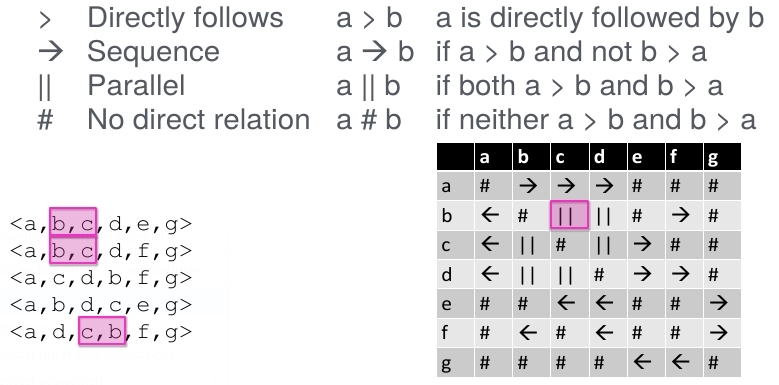 > Directly follows a > b a is directly followed by b
→ Sequence a → b if a > b and not b > a
|| Parallel a || b if both a > b and b > a
# No direct relation a # b if neither a > b and b > a
a b c d e f g
a # → → → # # #
b ← # || || # → #
c ← || # || → # #
d ← || || # → → #
e # # ← ← # # →
f # ← # ← # # →
g # # # # ← ← #
<a,b,c,d,e,g>
<a,b,c,d,f,g>
<a,c,d,b,f,g>
<a,b,d,c,e,g>
<a,d,c,b,f,g>